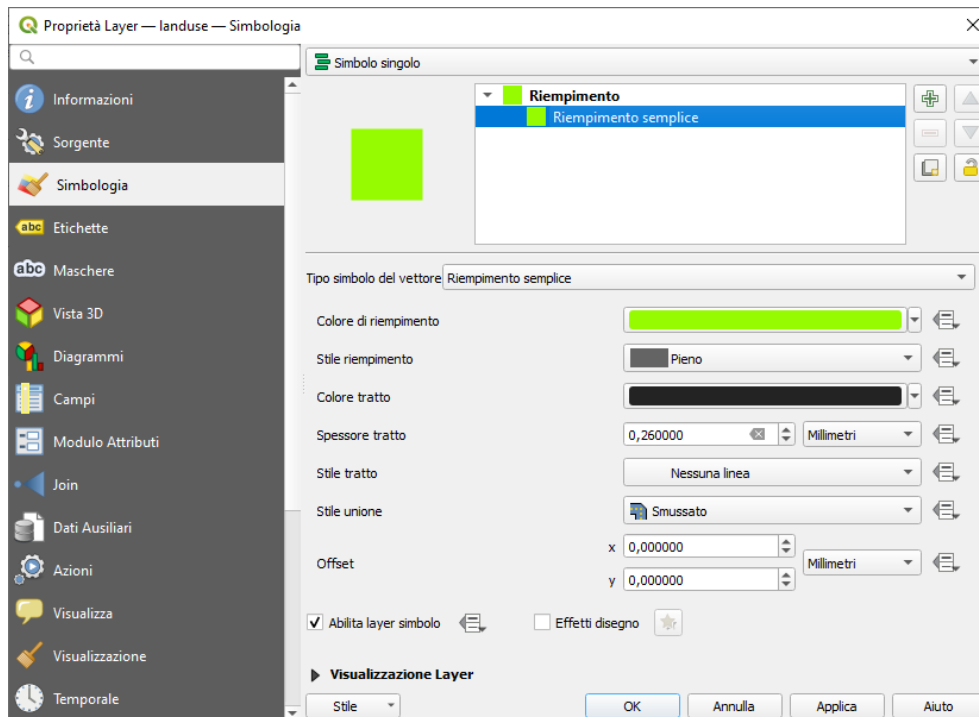 Proprietà Layer — landuse — Simbologia
Informazioni
Sorgente
Simbologia
abc Etichette
abc Maschere
Vista 3D
Diagrammi
Campi
Modulo Attributi
Join
Dati Ausiliari
Azioni
Visualizza
Visualizzazione
Temporale
Simbolo singolo
Riempimento
Riempimento semplice
Tipo simbolo del vettore Riempimento semplice
Colore di riempimento
Stile riempimento Pieno
Colore tratto
Spessore tratto 0,260000 Millimetri
Stile tratto Nessuna linea
Stile unione Smussato
Offset x 0,000000 Millimetri
y 0,000000
Abilita layer simbolo Effetti disegno
Visualizzazione Layer
Stile OK Annulla Applica Aiuto